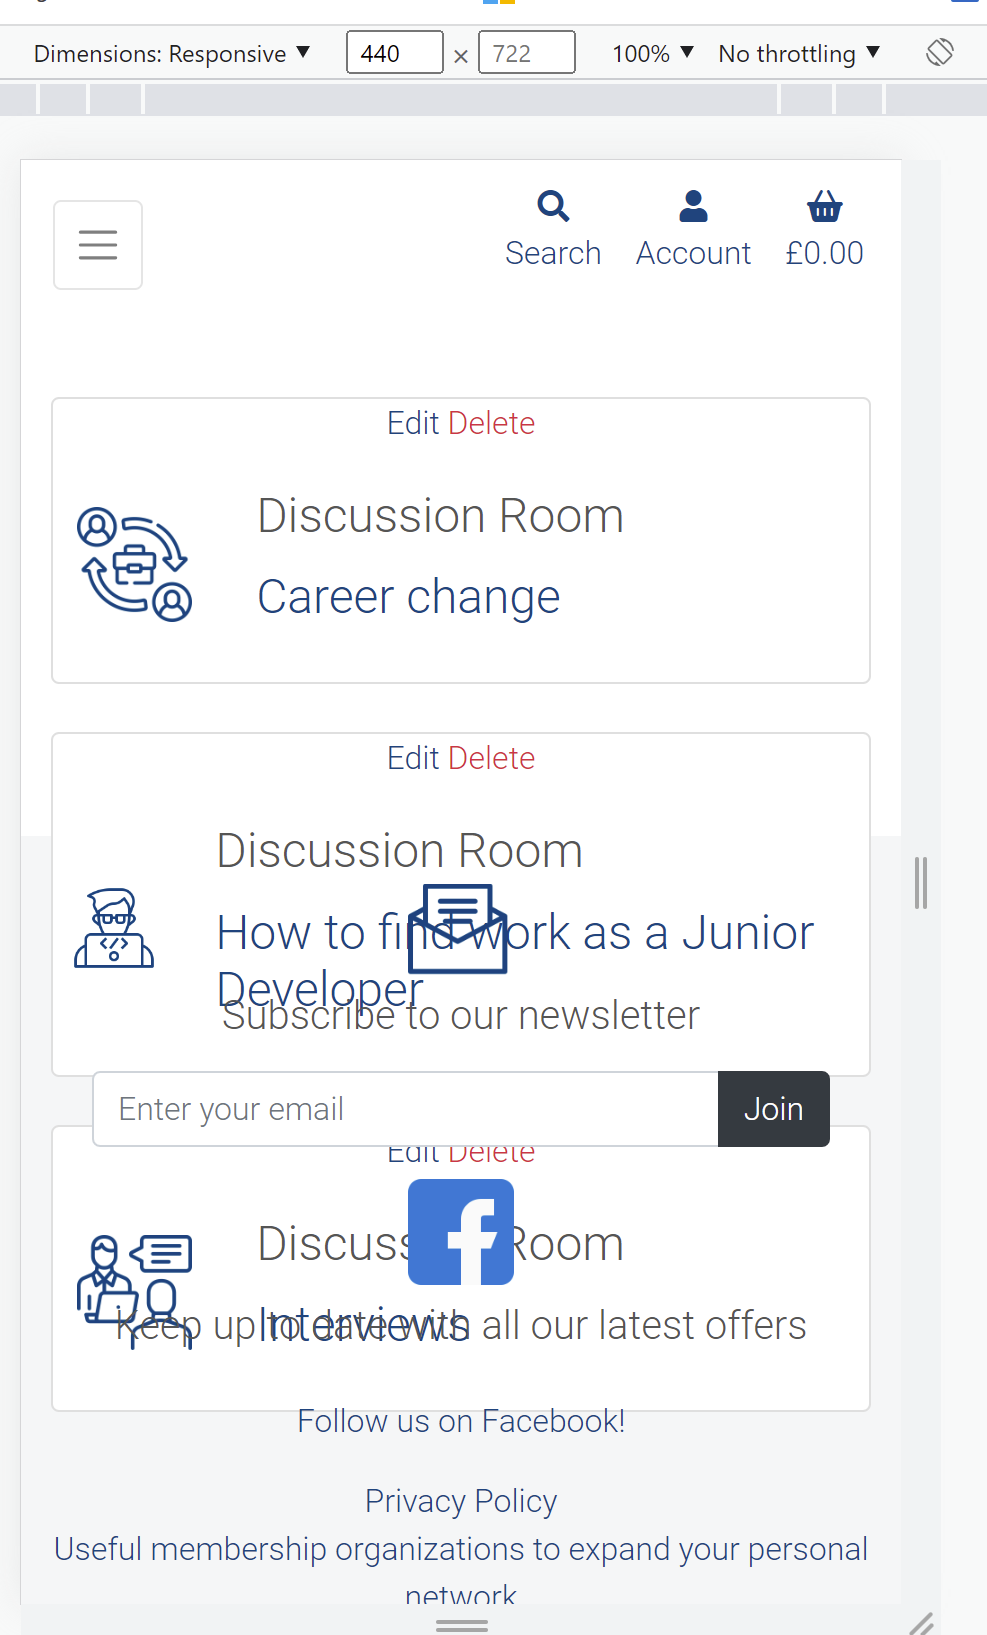 Dimensions: Responsive ▼ 440 × 722 100% ▼ No throttling ▼
Search Account £0.00
Edit Delete
Discussion Room
Career change
Edit Delete
Discussion Room
How to find work as a Junior
Developer
Subscribe to our newsletter
Enter your email Join
Edit Delete
Discussion Room
Interviews
Keep up to date with all our latest offers
Follow us on Facebook!
Privacy Policy
Useful membership organizations to expand your personal
network